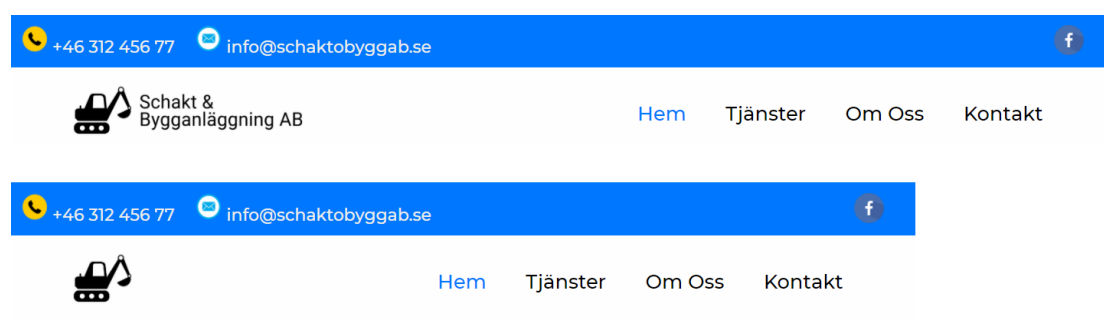 +46 312 456 77 info@schaktobyggab.se
Schakt &
Bygganläggning AB
Hem Tjänster Om Oss Kontakt
+46 312 456 77 info@schaktobyggab.se
Hem Tjänster Om Oss Kontakt